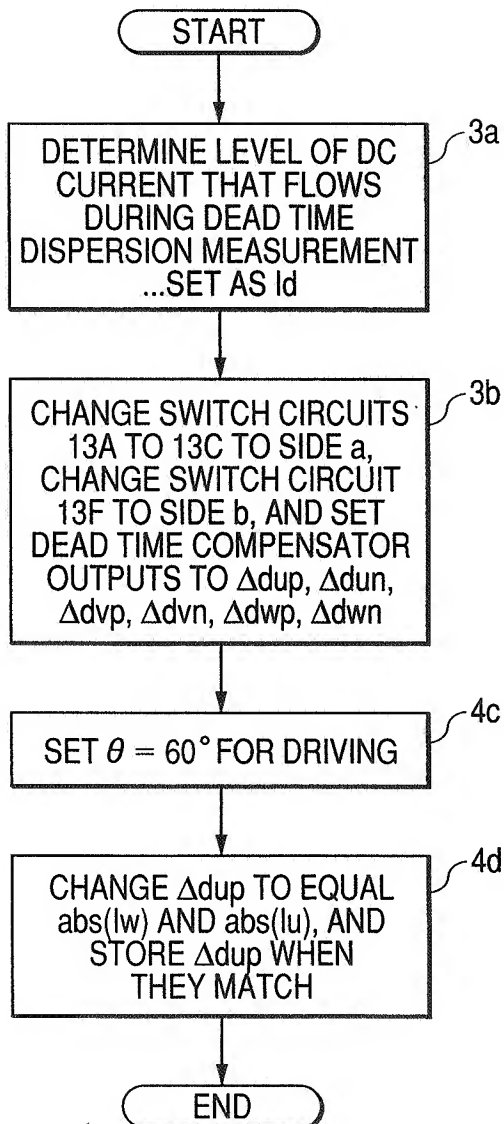 START
3a
DETERMINE LEVEL OF DC
CURRENT THAT FLOWS
DURING DEAD TIME
DISPERSION MEASUREMENT
...SET AS Id
3b
CHANGE SWITCH CIRCUITS
13A TO 13C TO SIDE a,
CHANGE SWITCH CIRCUIT
13F TO SIDE b, AND SET
DEAD TIME COMPENSATOR
OUTPUTS TO Δdup, Δdun,
Δdvp, Δdvn, Δdwp, Δdwn
4c
SET θ = 60° FOR DRIVING
4d
CHANGE Δdup TO EQUAL
abs(Iw) AND abs(Iu), AND
STORE Δdup WHEN
THEY MATCH
END